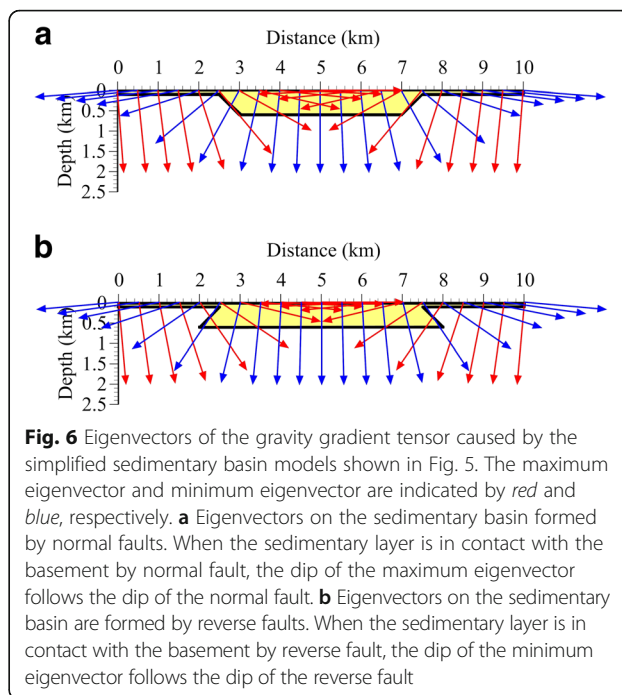 a
Distance (km)
0 1 2 3 4 5 6 7 8 9 10
Depth (km)
0
0.5
1
1.5
2
2.5
b
Distance (km)
0 1 2 3 4 5 6 7 8 9 10
Depth (km)
0
0.5
1
1.5
2
2.5
Fig. 6 Eigenvectors of the gravity gradient tensor caused by the
simplified sedimentary basin models shown in Fig. 5. The maximum
eigenvector and minimum eigenvector are indicated by red and
blue, respectively. a Eigenvectors on the sedimentary basin formed
by normal faults. When the sedimentary layer is in contact with the
basement by normal fault, the dip of the maximum eigenvector
follows the dip of the normal fault. b Eigenvectors on the sedimentary
basin are formed by reverse faults. When the sedimentary layer is in
contact with the basement by reverse fault, the dip of the minimum
eigenvector follows the dip of the reverse fault